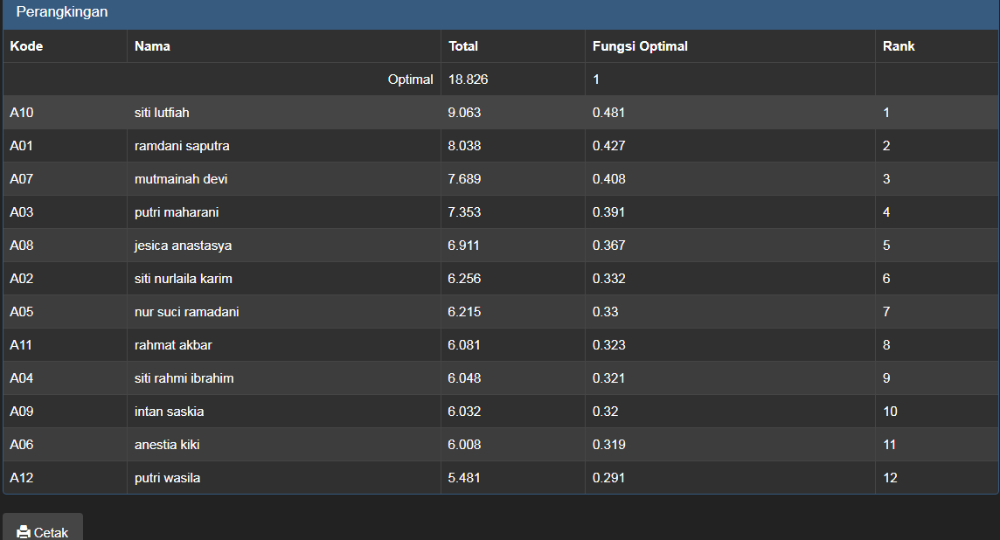 Perangkingan
Kode Nama Total Fungsi Optimal Rank
Optimal 18.826 1
A10 siti lutfiah 9.063 0.481 1
A01 ramdani saputra 8.038 0.427 2
A07 mutmainah devi 7.689 0.408 3
A03 putri maharani 7.353 0.391 4
A08 jesica anastasya 6.911 0.367 5
A02 siti nurlaila karim 6.256 0.332 6
A05 nur suci ramadani 6.215 0.33 7
A11 rahmat akbar 6.081 0.323 8
A04 siti rahmi ibrahim 6.048 0.321 9
A09 intan saskia 6.032 0.32 10
A06 anestia kiki 6.008 0.319 11
A12 putri wasila 5.481 0.291 12
Cetak